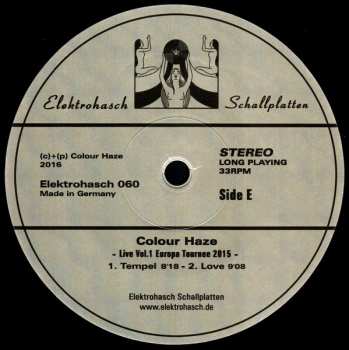 Elektrohasch Schallplatten
(c)+(p) Colour Haze
2016
Elektrohasch 060
Made in Germany
STEREO
LONG PLAYING
33RPM
Side E
Colour Haze
- Live Vol.1 Europa Tournee 2015 -
1. Tempel 8'18 - 2. Love 9'08
Elektrohasch Schallplatten
www.elektrohasch.de